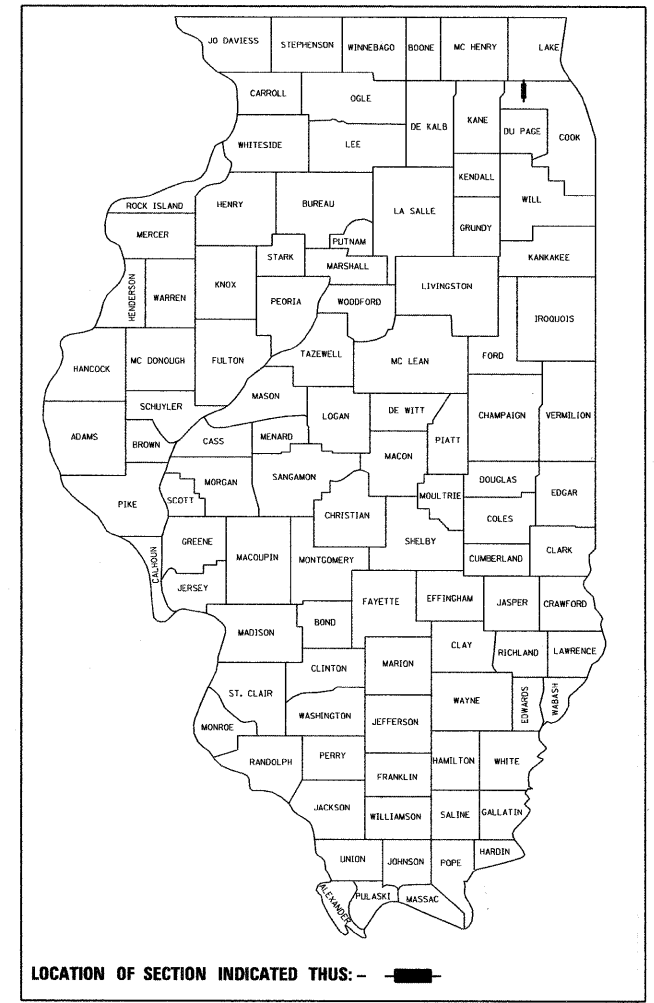 JO DAVIESS
STEPHENSON
WINNEBAGO
BOONE
MC HENRY
LAKE
CARROLL
OGLE
DE KALB
KANE
DU PAGE
COOK
WHITESIDE
LEE
KENDALL
WILL
ROCK ISLAND
HENRY
BUREAU
LA SALLE
GRUNDY
MERCER
PUTNAM
STARK
MARSHALL
KANKAKEE
HENDERSON
WARREN
KNOX
PEORIA
WOODFORD
LIVINGSTON
IROQUOIS
HANCOCK
MC DONOUGH
FULTON
TAZEWELL
MC LEAN
FORD
SCHUYLER
MASON
LOGAN
DE WITT
CHAMPAIGN
VERMILION
ADAMS
BROWN
CASS
MENARD
PIATT
MACON
MORGAN
SANGAMON
DOUGLAS
EDGAR
PIKE
SCOTT
CHRISTIAN
MOULTRIE
COLES
GREENE
MACOUPIN
MONTGOMERY
SHELBY
CUMBERLAND
CLARK
CALHOUN
JERSEY
FAYETTE
EFFINGHAM
JASPER
CRAWFORD
MADISON
BOND
CLAY
RICHLAND
LAWRENCE
CLINTON
MARION
ST. CLAIR
WAYNE
EDWARDS
WABASH
MONROE
WASHINGTON
JEFFERSON
RANDOLPH
PERRY
HAMILTON
WHITE
FRANKLIN
JACKSON
WILLIAMSON
SALINE
GALLATIN
UNION
JOHNSON
POPE
HARDIN
ALEXANDER
PULASKI
MASSAC
LOCATION OF SECTION INDICATED THUS: -